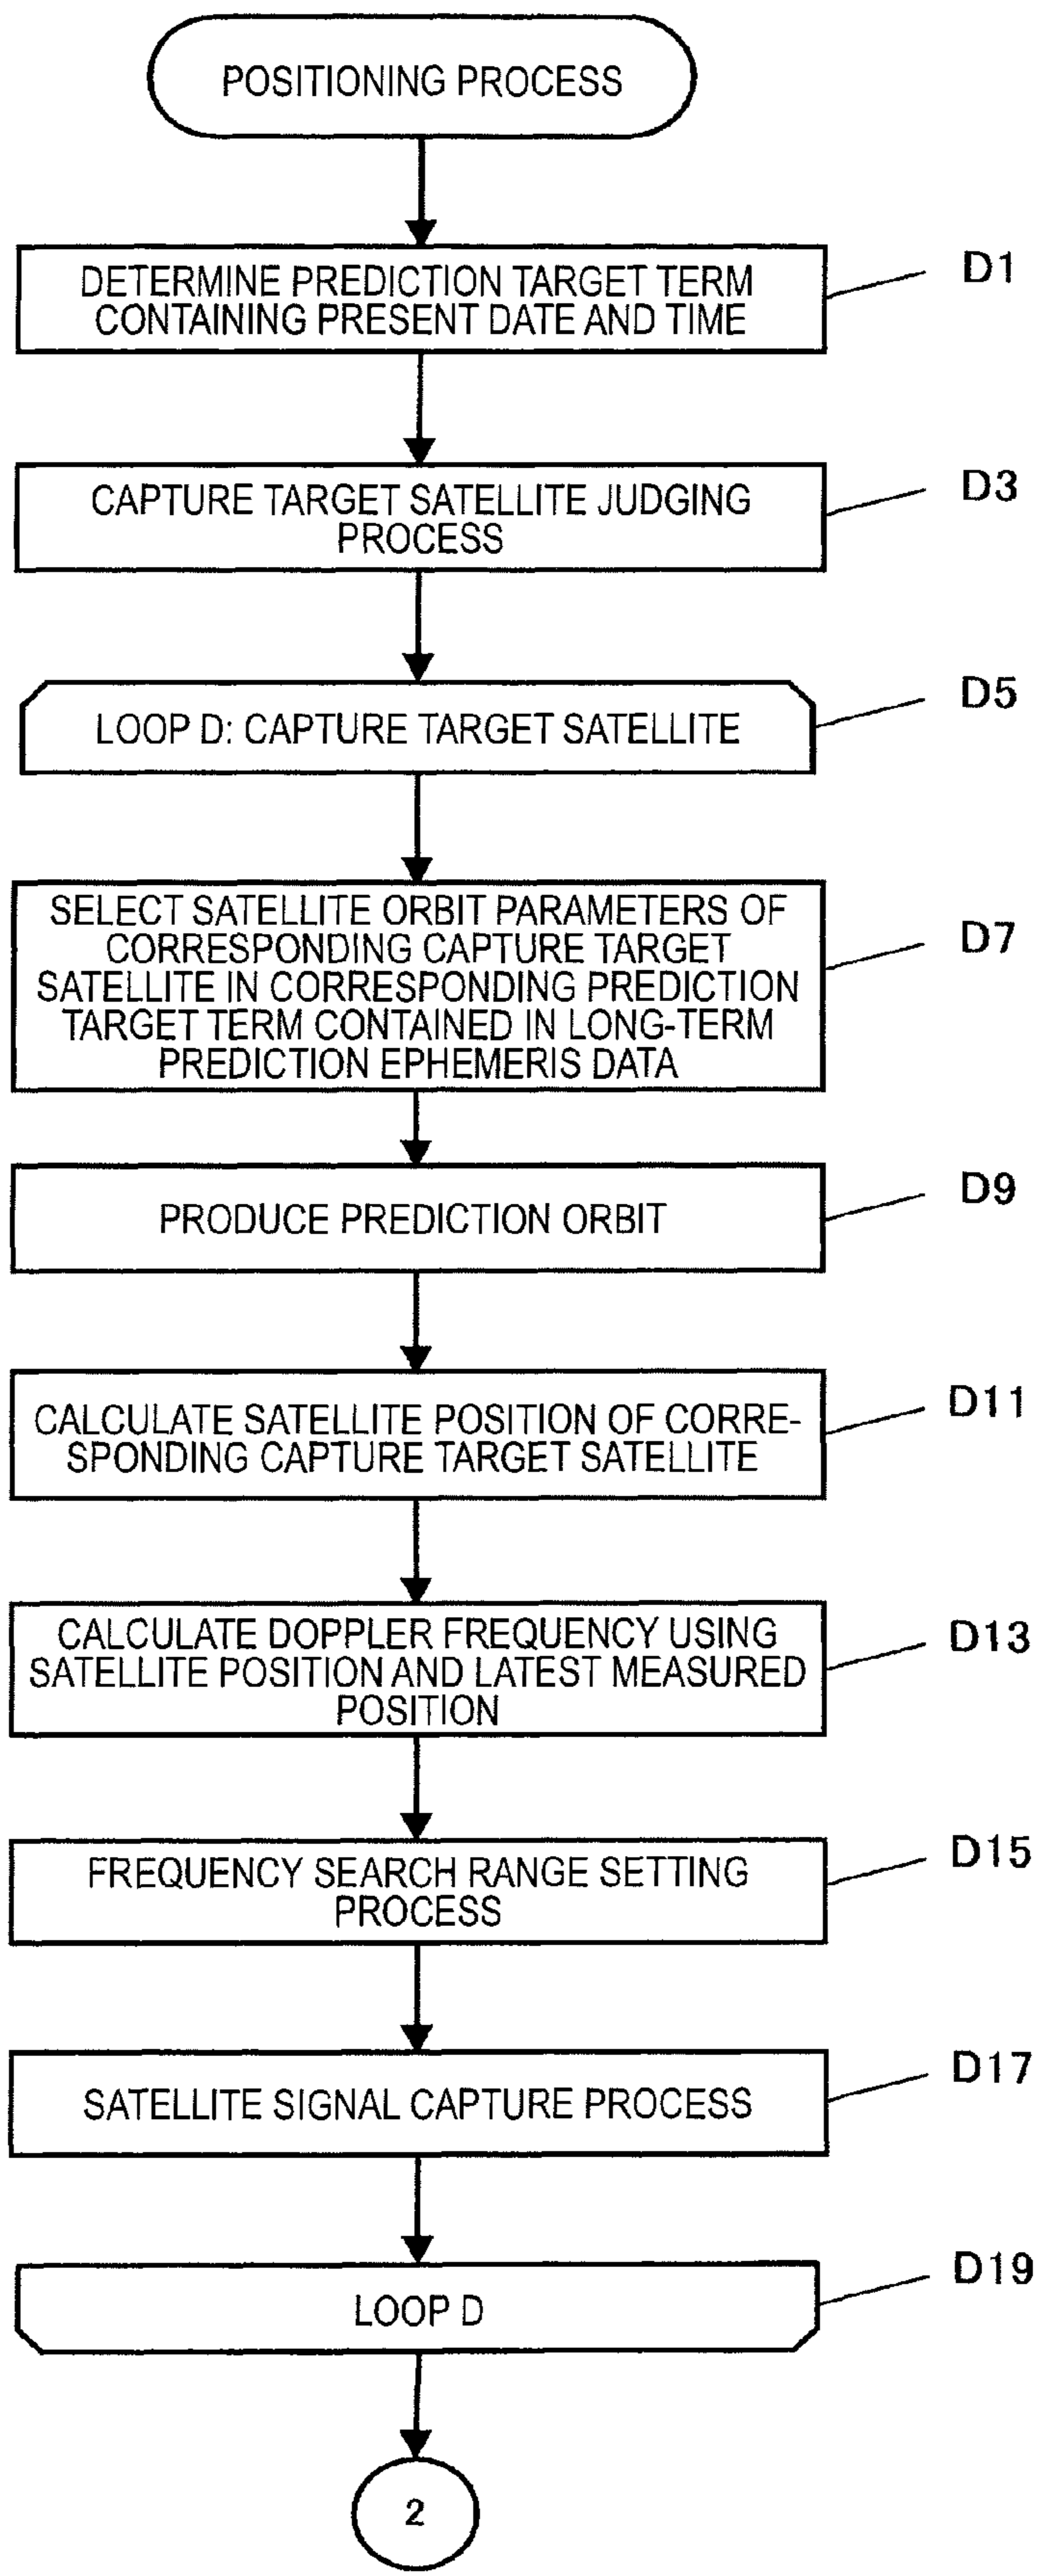 POSITIONING PROCESS
DETERMINE PREDICTION TARGET TERM
CONTAINING PRESENT DATE AND TIME
D1
CAPTURE TARGET SATELLITE JUDGING
PROCESS
D3
LOOP D: CAPTURE TARGET SATELLITE
D5
SELECT SATELLITE ORBIT PARAMETERS OF
CORRESPONDING CAPTURE TARGET
SATELLITE IN CORRESPONDING PREDICTION
TARGET TERM CONTAINED IN LONG-TERM
PREDICTION EPHEMERIS DATA
D7
PRODUCE PREDICTION ORBIT
D9
CALCULATE SATELLITE POSITION OF CORRE-
SPONDING CAPTURE TARGET SATELLITE
D11
CALCULATE DOPPLER FREQUENCY USING
SATELLITE POSITION AND LATEST MEASURED
POSITION
D13
FREQUENCY SEARCH RANGE SETTING
PROCESS
D15
SATELLITE SIGNAL CAPTURE PROCESS
D17
LOOP D
D19
2